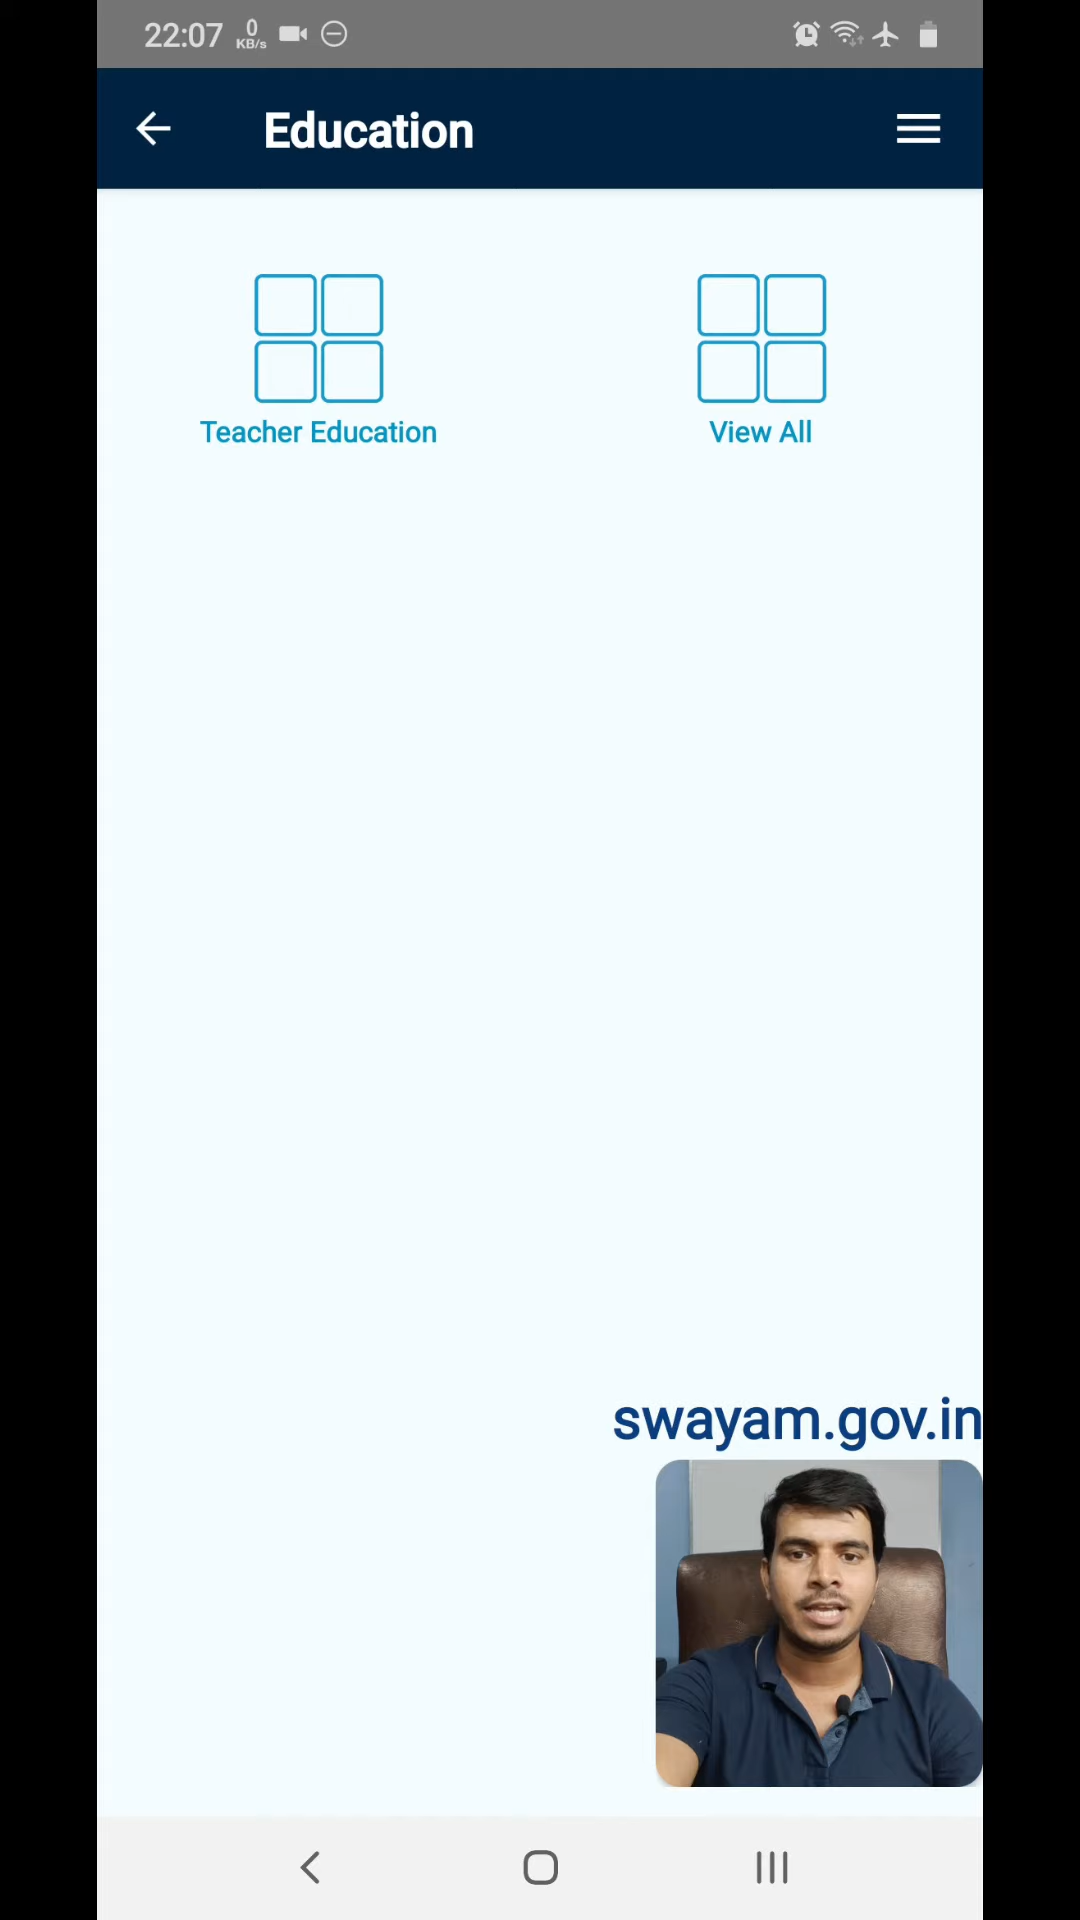 22:07 0 KB/s
Education
Teacher Education
View All
swayam.gov.in